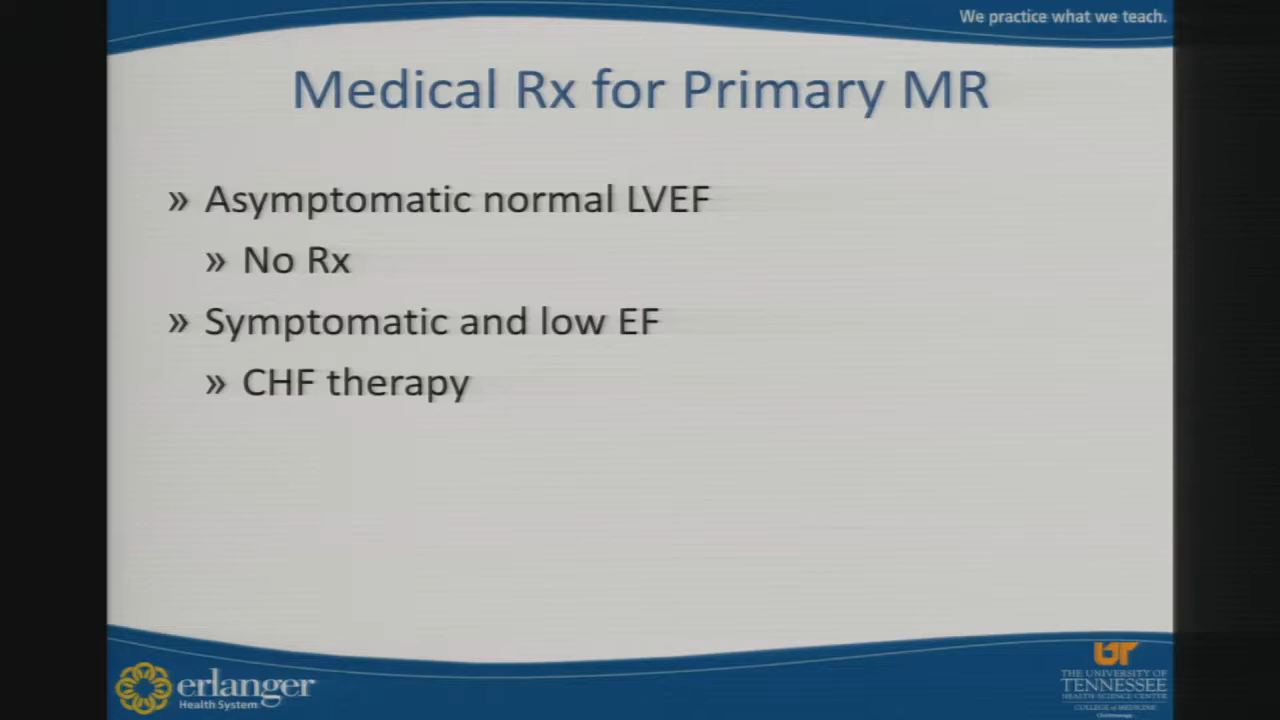 We practice what we teach.
Medical Rx for Primary MR
» Asymptomatic normal LVEF
» No Rx
» Symptomatic and low EF
» CHF therapy
erlanger
Health System
UT
THE UNIVERSITY OF
TENNESSEE
HEALTH SCIENCE CENTER
COLLEGE of MEDICINE
Chattanooga